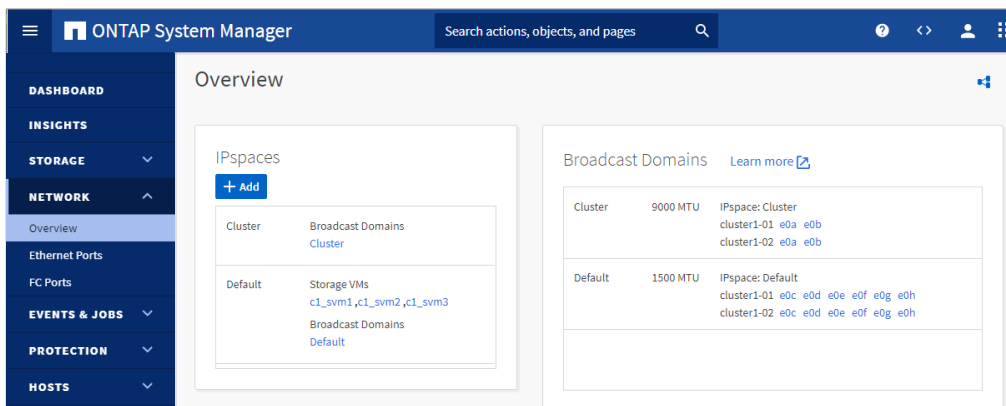 ONTAP System Manager
Search actions, objects, and pages
DASHBOARD
INSIGHTS
STORAGE
NETWORK
Overview
Ethernet Ports
FC Ports
EVENTS & JOBS
PROTECTION
HOSTS
Overview
IPspaces
+ Add
Cluster Broadcast Domains
Cluster
Default Storage VMs
c1_svm1 ,c1_svm2 ,c1_svm3
Broadcast Domains
Default
Broadcast Domains Learn more
Cluster 9000 MTU IPspace: Cluster
cluster1-01 e0a e0b
cluster1-02 e0a e0b
Default 1500 MTU IPspace: Default
cluster1-01 e0c e0d e0e e0f e0g e0h
cluster1-02 e0c e0d e0e e0f e0g e0h